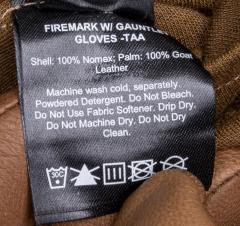 FIREMARK W/ GAUNTLET
GLOVES -TAA
Shell: 100% Nomex; Palm: 100% Goat
Leather
Machine wash cold, separately
Powdered Detergent. Do Not Bleach.
Do Not Use Fabric Softener. Drip Dry.
Do Not Machine Dry. Do Not Dry
Clean.